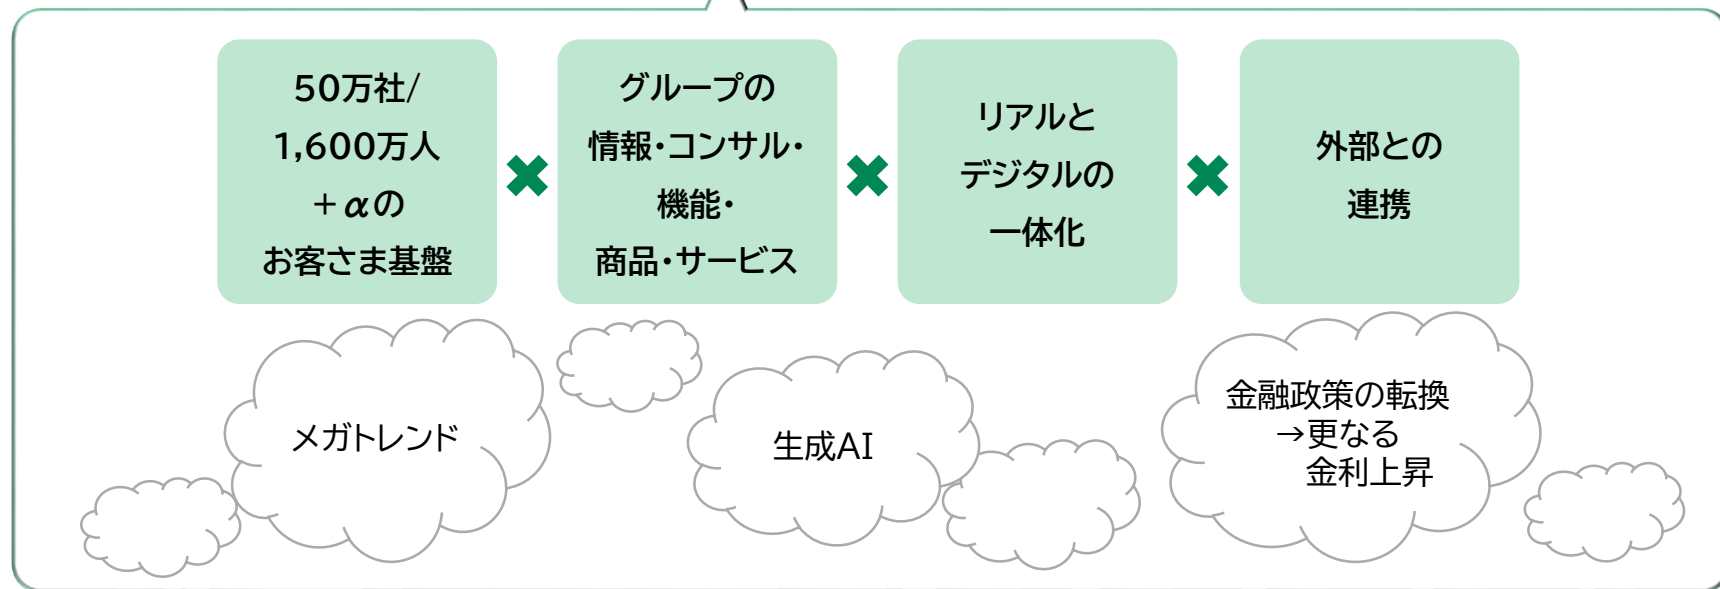 50万社/
1,600万人
+αの
お客さま基盤
✖
グループの
情報・コンサル・
機能・
商品・サービス
✖
リアルと
デジタルの
一体化
✖
外部との
連携
メガトレンド
生成AI
金融政策の転換
→更なる
金利上昇